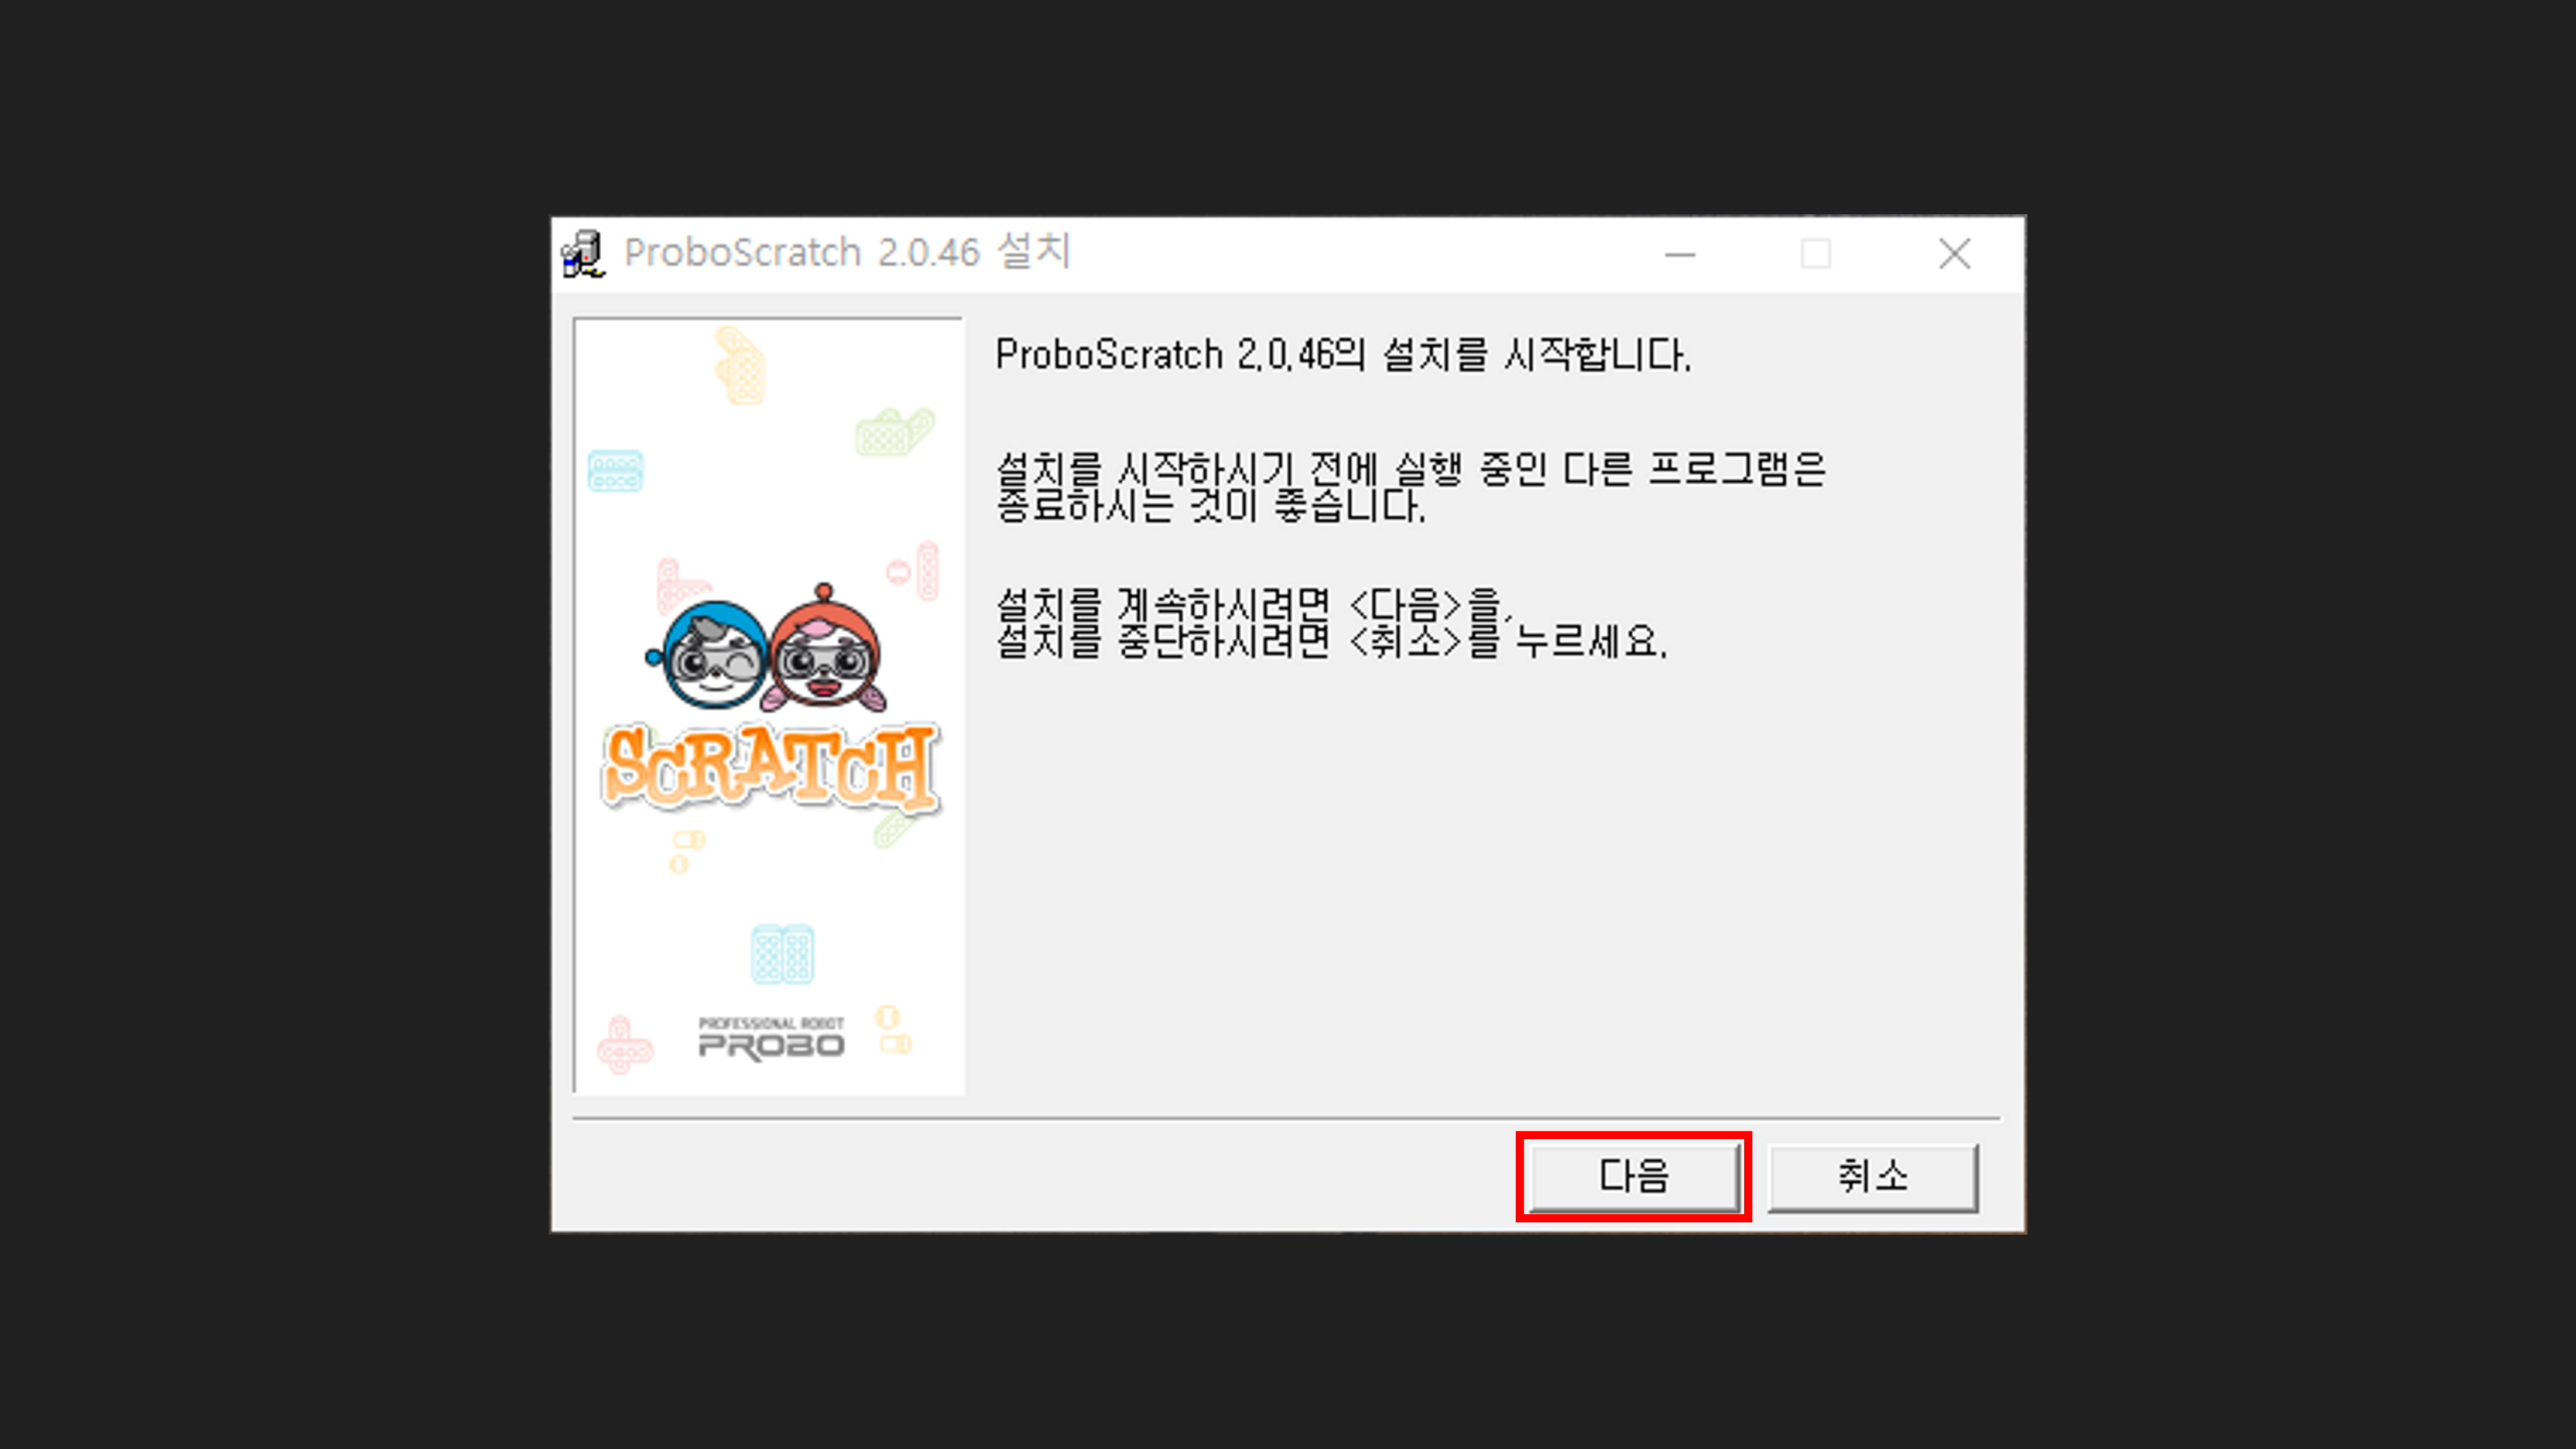 ProboScratch 2.0.46 설치
ProboScratch 2.0.46의 설치를 시작합니다.
설치를 시작하시기 전에 실행 중인 다른 프로그램은
종료하시는 것이 좋습니다.
설치를 계속하시려면 <다음>을,
설치를 중단하시려면 <취소>를 누르세요.
SCRATCH
PROFESSIONAL ROBOT
PROBO
다음
취소